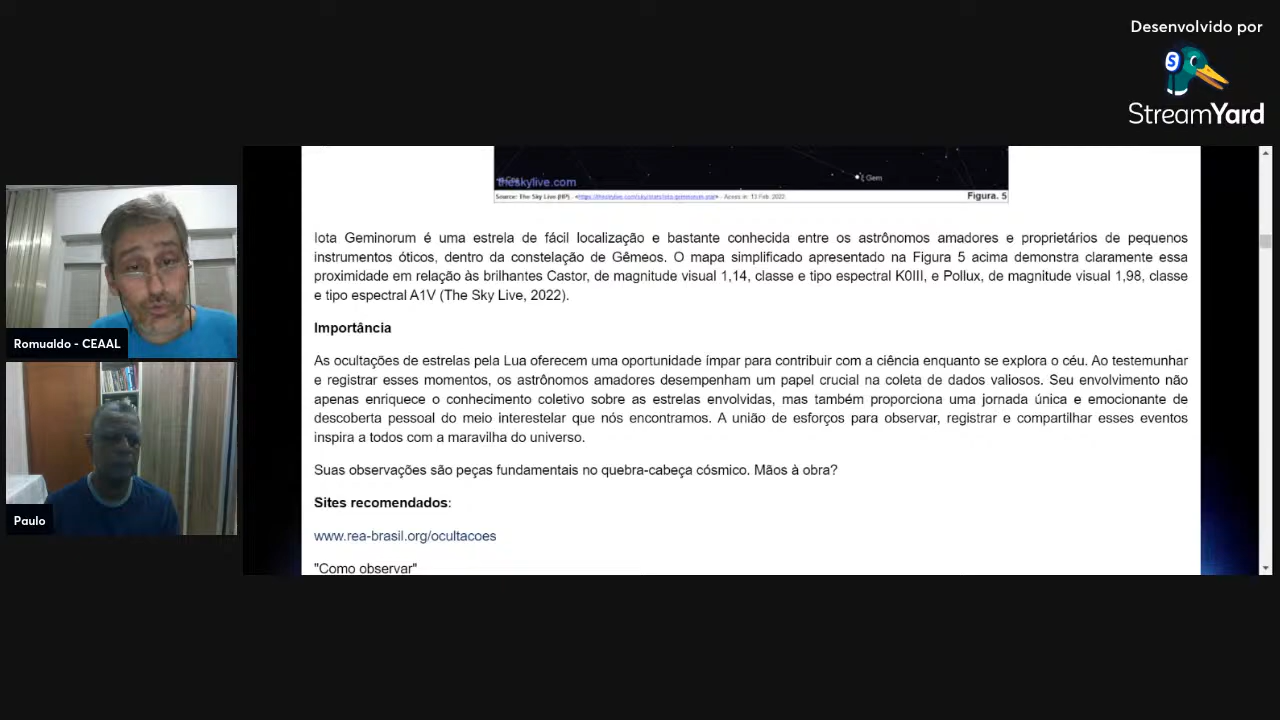 Desenvolvido por
StreamYard
theskylive.com
Gem
Figura. 5
Iota Geminorum é uma estrela de fácil localização e bastante conhecida entre os astrônomos amadores e proprietários de pequenos
instrumentos óticos, dentro da constelação de Gêmeos. O mapa simplificado apresentado na Figura 5 acima demonstra claramente essa
proximidade em relação às brilhantes Castor, de magnitude visual 1,14, classe e tipo espectral K0III, e Pollux, de magnitude visual 1,98, classe
e tipo espectral A1V (The Sky Live, 2022).
Importância
As ocultações de estrelas pela Lua oferecem uma oportunidade ímpar para contribuir com a ciência enquanto se explora o céu. Ao testemunhar
e registrar esses momentos, os astrônomos amadores desempenham um papel crucial na coleta de dados valiosos. Seu envolvimento não
apenas enriquece o conhecimento coletivo sobre as estrelas envolvidas, mas também proporciona uma jornada única e emocionante de
descoberta pessoal do meio interestelar que nós encontramos. A união de esforços para observar, registrar e compartilhar esses eventos
inspira a todos com a maravilha do universo.
Suas observações são peças fundamentais no quebra-cabeça cósmico. Mãos à obra?
Sites recomendados:
www.rea-brasil.org/ocultacoes
"Como observar"
Romualdo - CEAAL
Paulo